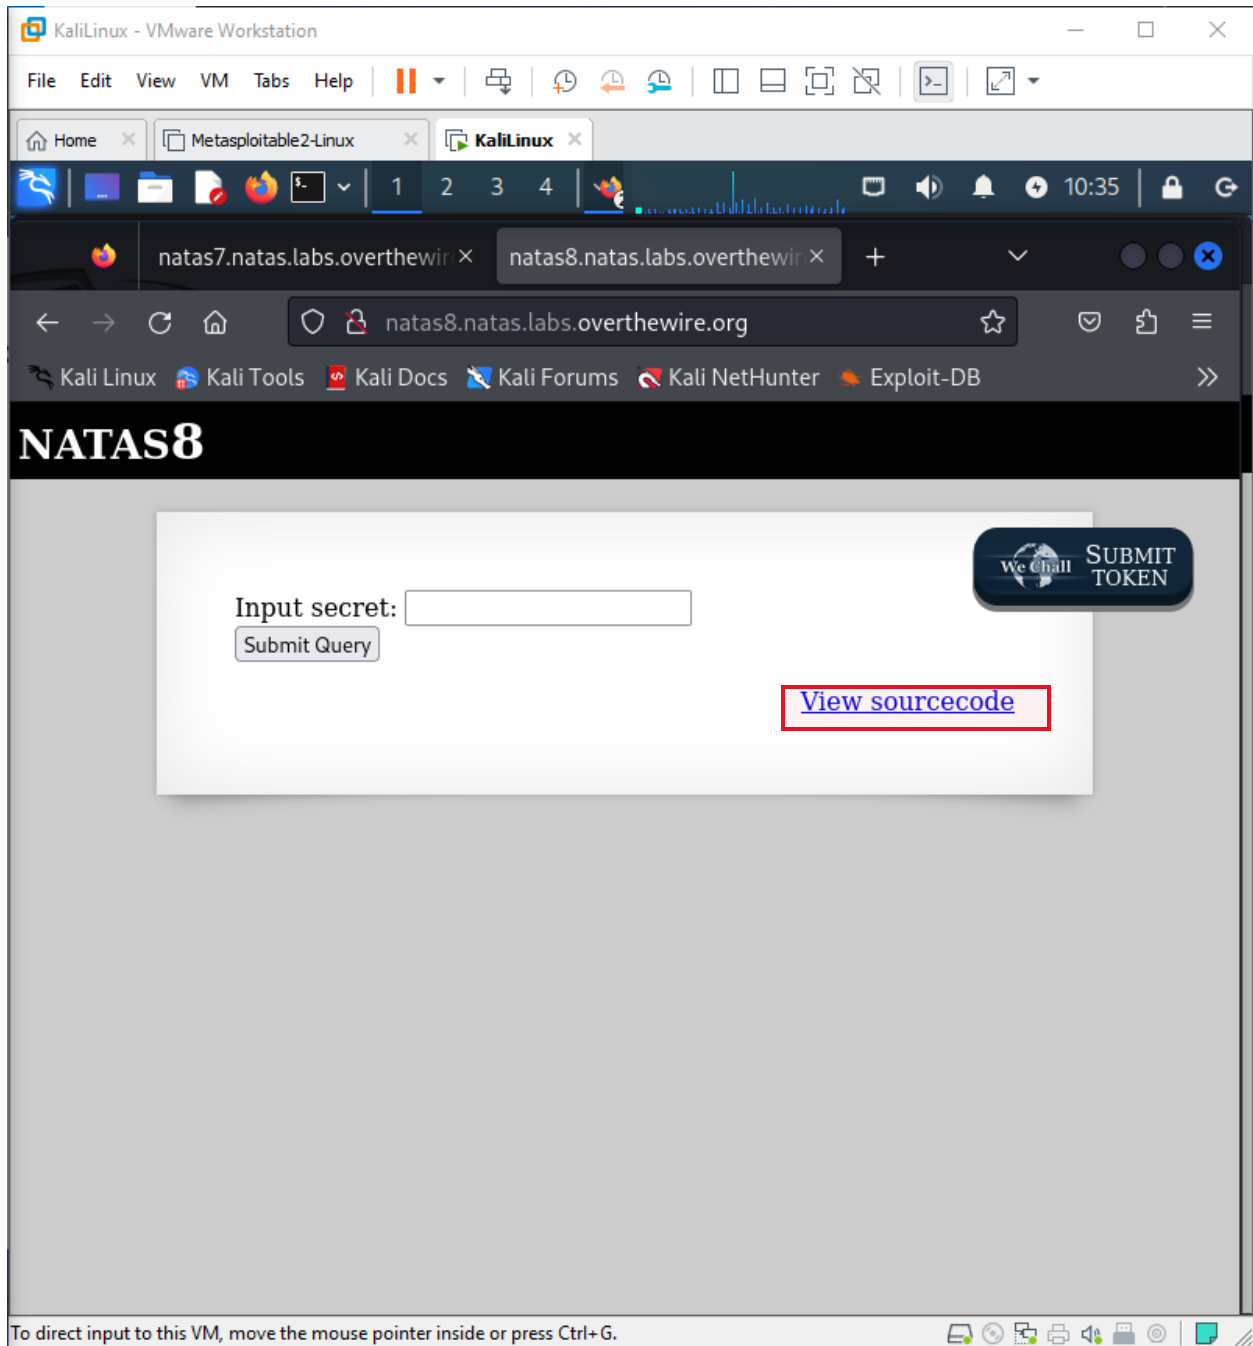 KaliLinux - VMware Workstation
File Edit View VM Tabs Help
Home Metasploitable2-Linux KaliLinux
1 2 3 4 10:35
natas7.natas.labs.overthewir natas8.natas.labs.overthewir
natas8.natas.labs.overthewire.org
Kali Linux Kali Tools Kali Docs Kali Forums Kali NetHunter Exploit-DB
NATAS8
We Chall SUBMIT
TOKEN
Input secret:
Submit Query
View sourcecode
To direct input to this VM, move the mouse pointer inside or press Ctrl+G.